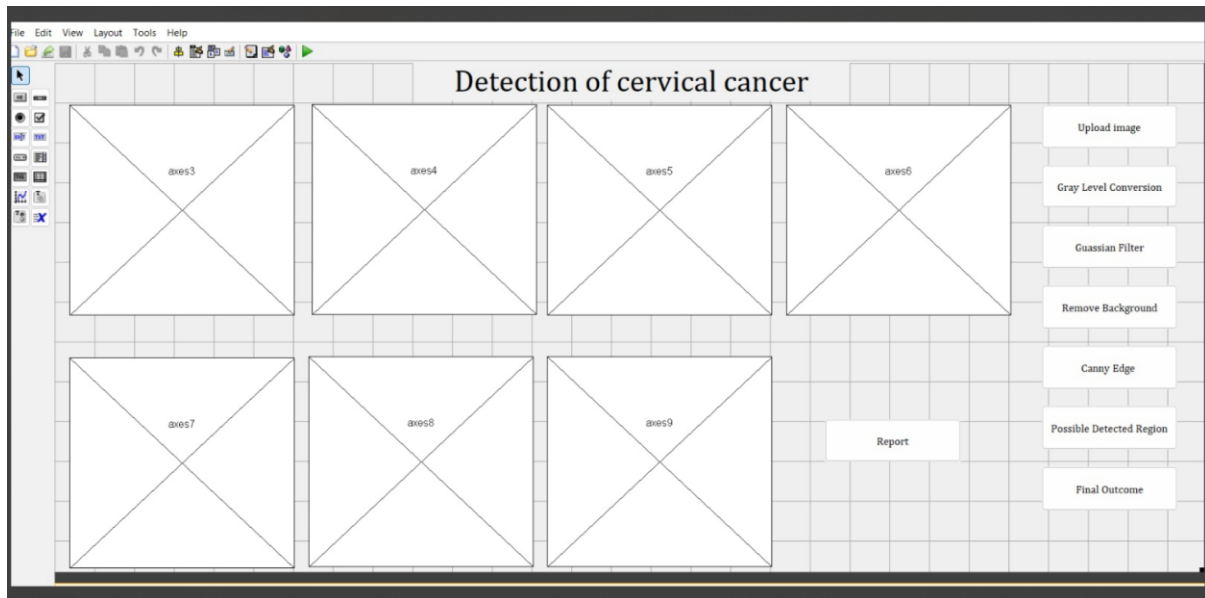 File Edit View Layout Tools Help
Detection of cervical cancer
axes3
axes4
axes5
axes6
Upload image
Gray Level Conversion
Guassian Filter
Remove Background
Canny Edge
Possible Detected Region
Final Outcome
axes7
axes8
axes9
Report